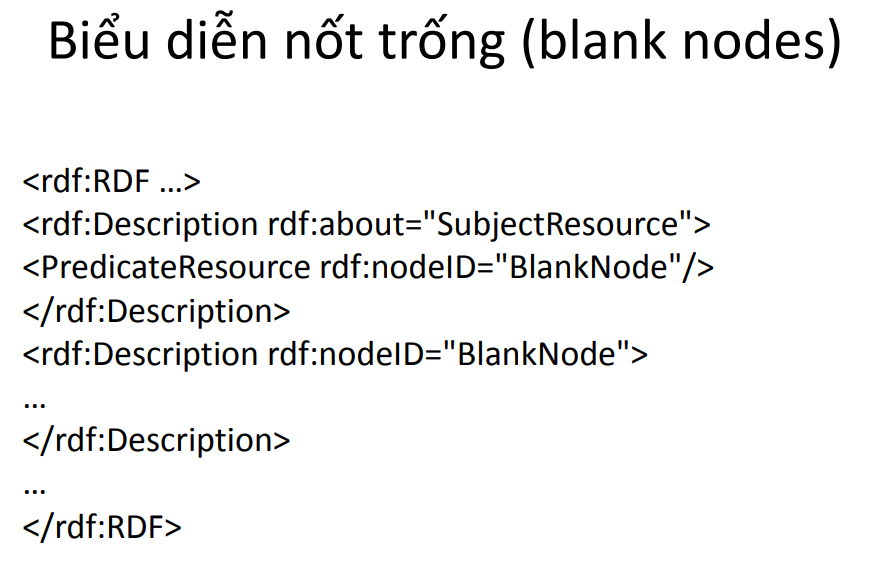 Biểu diễn nốt trống (blank nodes)
<rdf:RDF ...>
<rdf:Description rdf:about="SubjectResource">
<PredicateResource rdf:nodeID="BlankNode"/>
</rdf:Description>
<rdf:Description rdf:nodeID="BlankNode">
...
</rdf:Description>
...
</rdf:RDF>